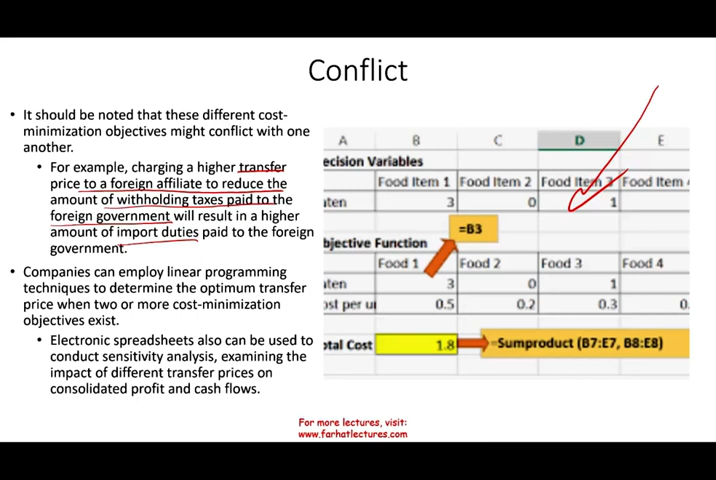 Conflict
• It should be noted that these different cost-
minimization objectives might conflict with one
another.
• For example, charging a higher transfer
price to a foreign affiliate to reduce the
amount of withholding taxes paid to the
foreign government will result in a higher
amount of import duties paid to the foreign
government.
• Companies can employ linear programming
techniques to determine the optimum transfer
price when two or more cost-minimization
objectives exist.
• Electronic spreadsheets also can be used to
conduct sensitivity analysis, examining the
impact of different transfer prices on
consolidated profit and cash flows.
A B C D E
ecision Variables
Food Item 1 Food Item 2 Food Item 3 Food Item 4
aten 3 0 1
=B3
bjective Function
Food 1 Food 2 Food 3 Food 4
aten 3 0 1
ost per u 0.5 0.2 0.3 0.
otal Cost 1.8 =Sumproduct (B7:E7, B8:E8)
For more lectures, visit:
www.farhatlectures.com